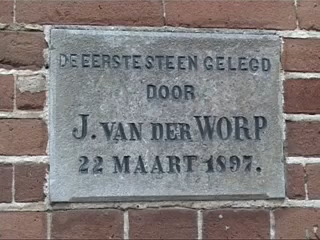 DE EERSTE STEEN GELEGD
DOOR
J. VAN DER WORP
22 MAART 1897.